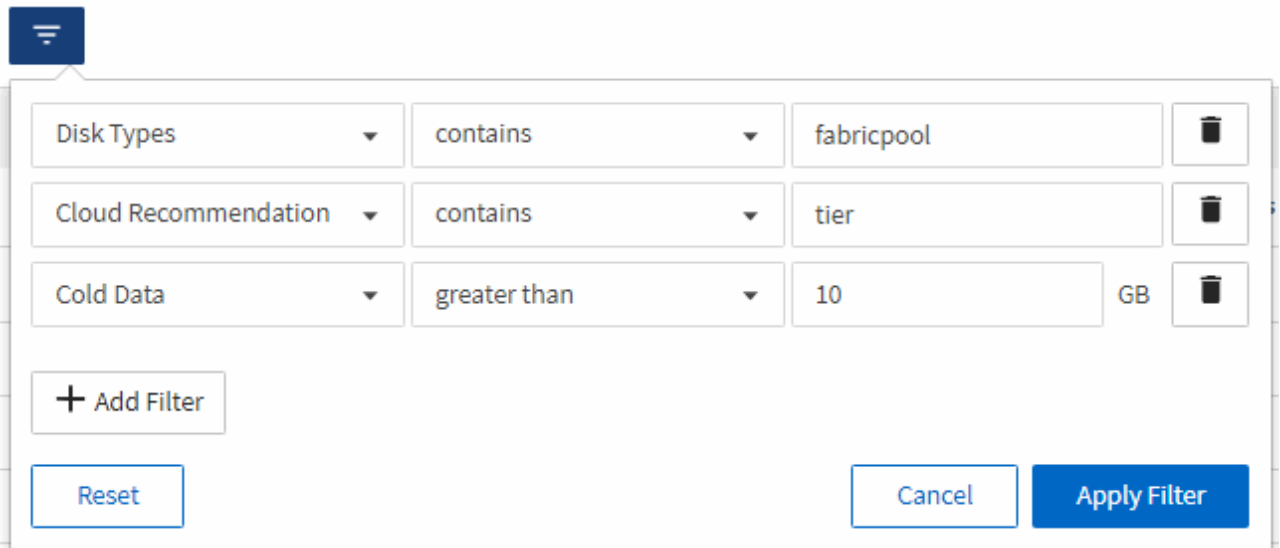 Disk Types contains fabricpool
Cloud Recommendation contains tier
Cold Data greater than 10 GB
Add Filter
Reset Cancel Apply Filter